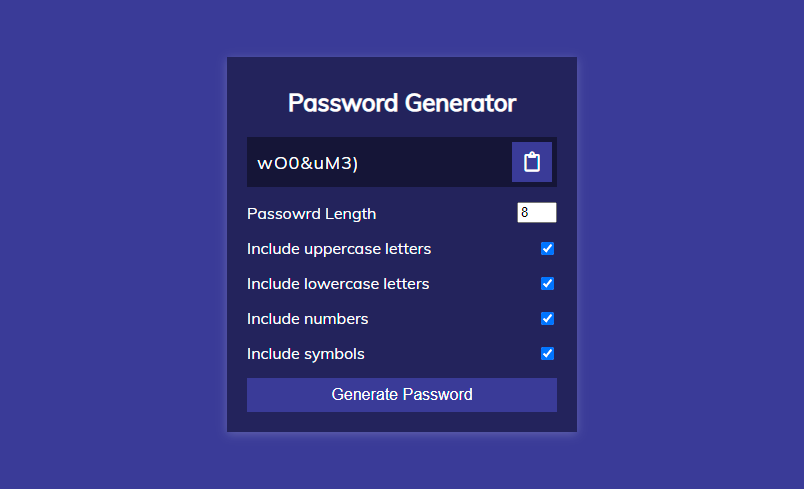 Password Generator
wO0&uM3)
Passowrd Length
8
Include uppercase letters
Include lowercase letters
Include numbers
Include symbols
Generate Password